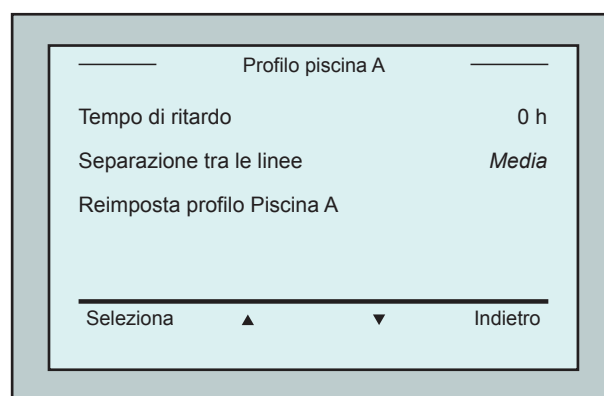 Profilo piscina A
Tempo di ritardo 0 h
Separazione tra le linee Media
Reimposta profilo Piscina A
Seleziona ▲ ▼ Indietro